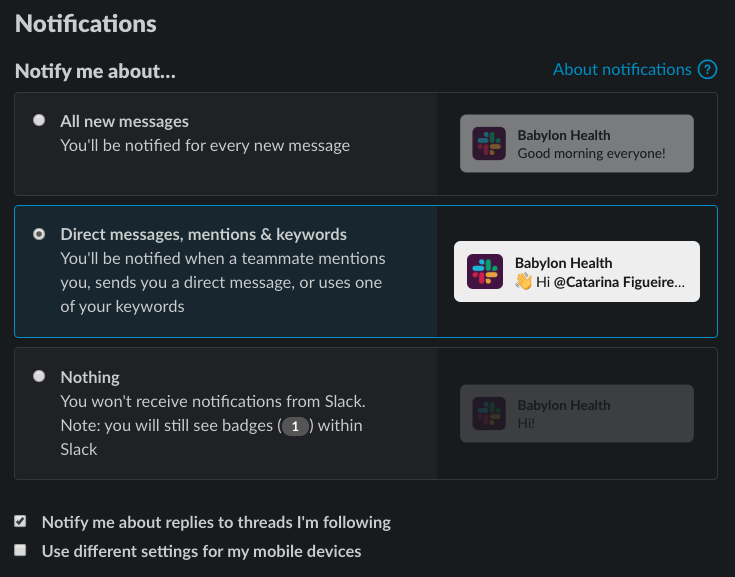 Notifications
Notify me about...
About notifications ?
All new messages
You'll be notified for every new message
Babylon Health
Good morning everyone!
Direct messages, mentions & keywords
You'll be notified when a teammate mentions
you, sends you a direct message, or uses one
of your keywords
Babylon Health
👋 Hi @Catarina Figueire...
Nothing
You won't receive notifications from Slack.
Note: you will still see badges (1) within
Slack
Babylon Health
Hi!
Notify me about replies to threads I'm following
Use different settings for my mobile devices